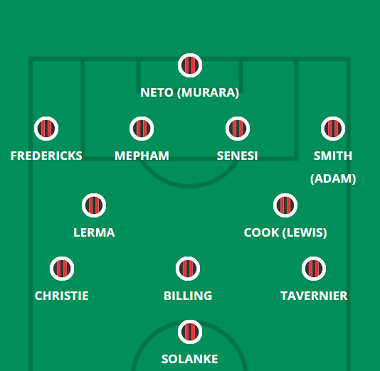 NETO (MURARA)
FREDERICKS
MEPHAM
SENESI
SMITH
(ADAM)
LERMA
COOK (LEWIS)
CHRISTIE
BILLING
TAVERNIER
SOLANKE